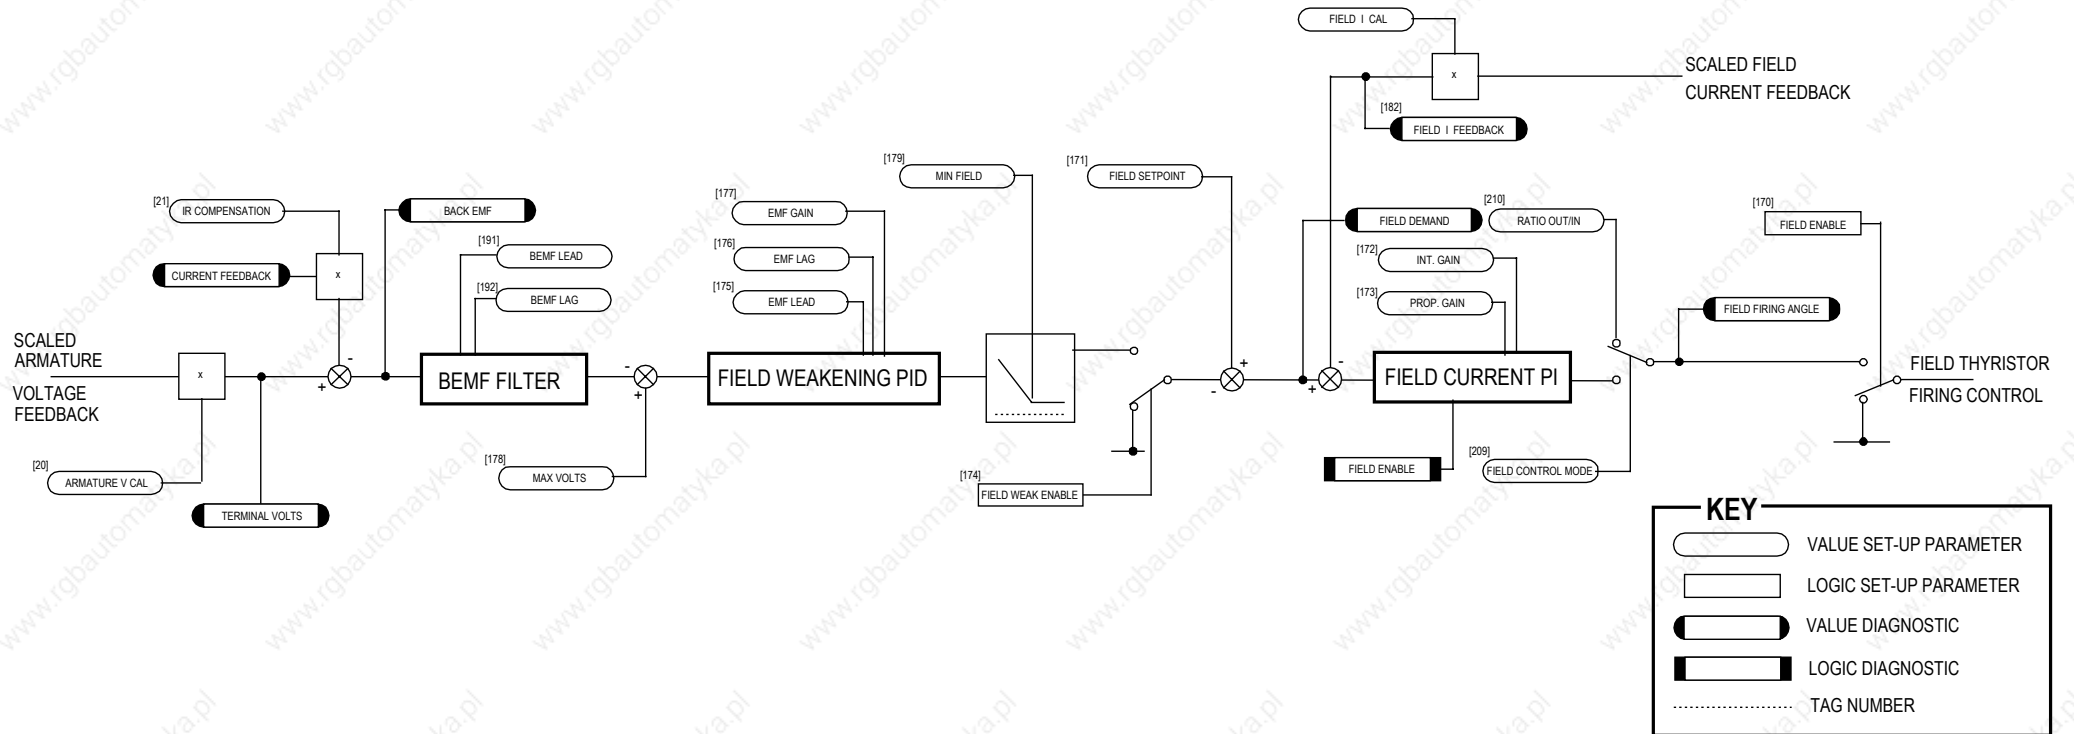 FIELD I CAL
x
SCALED FIELD
CURRENT FEEDBACK
[182]
FIELD I FEEDBACK
[179]
MIN FIELD
[171]
FIELD SETPOINT
[21]
IR COMPENSATION
BACK EMF
[177]
EMF GAIN
[176]
EMF LAG
[175]
EMF LEAD
[191]
BEMF LEAD
[192]
BEMF LAG
CURRENT FEEDBACK
x
FIELD DEMAND
[210]
RATIO OUT/IN
[172]
INT. GAIN
[173]
PROP. GAIN
[170]
FIELD ENABLE
FIELD FIRING ANGLE
SCALED
ARMATURE
VOLTAGE
FEEDBACK
x
-
+
BEMF FILTER
-
+
FIELD WEAKENING PID
+
-
-
+
FIELD CURRENT PI
FIELD THYRISTOR
FIRING CONTROL
[20]
ARMATURE V CAL
TERMINAL VOLTS
[178]
MAX VOLTS
[174]
FIELD WEAK ENABLE
FIELD ENABLE
[209]
FIELD CONTROL MODE
KEY
VALUE SET-UP PARAMETER
LOGIC SET-UP PARAMETER
VALUE DIAGNOSTIC
LOGIC DIAGNOSTIC
TAG NUMBER
www.rgbautomatyka.pl